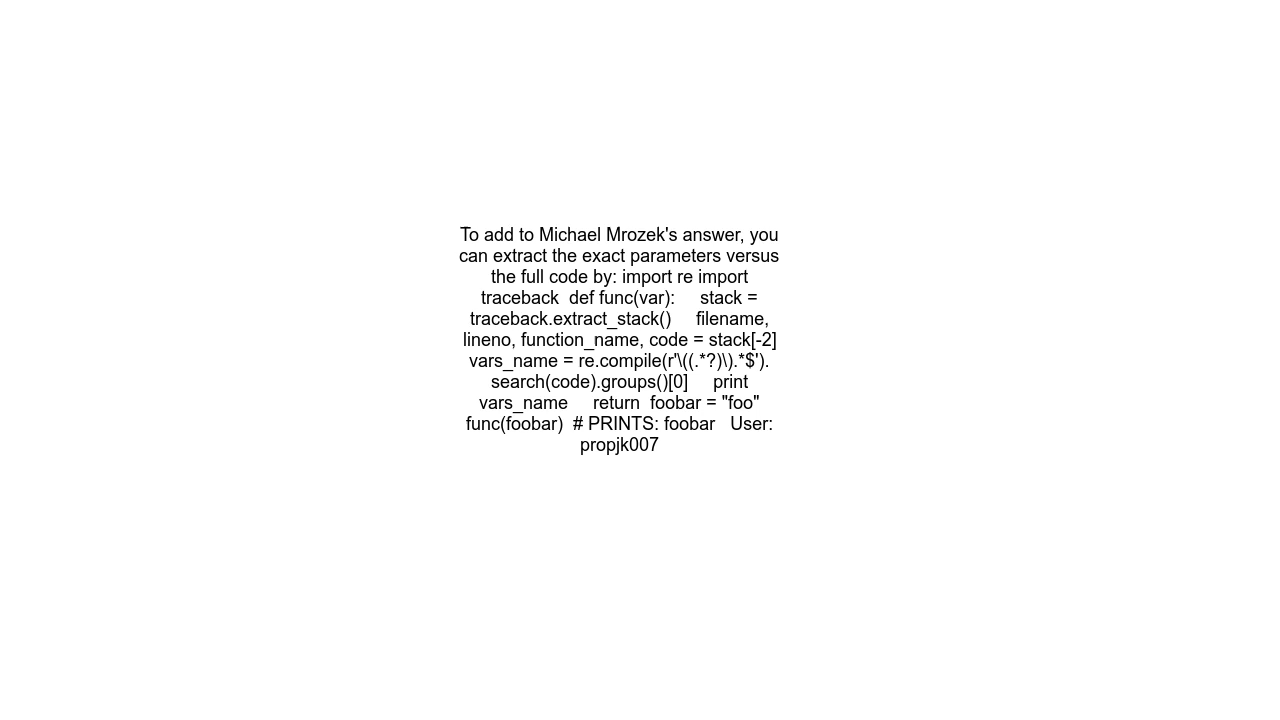 To add to Michael Mrozek's answer, you
can extract the exact parameters versus
the full code by: import re import
traceback  def func(var):     stack =
traceback.extract_stack()     filename,
lineno, function_name, code = stack[-2]
vars_name = re.compile(r'\((.*?)\).*$').
search(code).groups()[0]     print
vars_name     return  foobar = "foo"
func(foobar)  # PRINTS: foobar   User:
propjk007